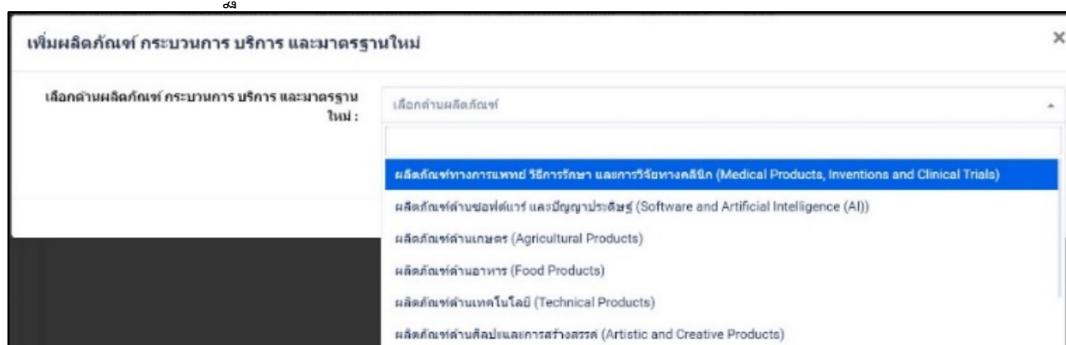 เพิ่มผลิตภัณฑ์ กระบวนการ บริการ และมาตรฐานใหม่
×
เลือกด้านผลิตภัณฑ์ กระบวนการ บริการ และมาตรฐาน
ใหม่ :
เลือกด้านผลิตภัณฑ์
ผลิตภัณฑ์ทางการแพทย์ วิธีการรักษา และการวิจัยทางคลินิก (Medical Products, Inventions and Clinical Trials)
ผลิตภัณฑ์ด้านซอฟต์แวร์ และปัญญาประดิษฐ์ (Software and Artificial Intelligence (AI))
ผลิตภัณฑ์ด้านเกษตร (Agricultural Products)
ผลิตภัณฑ์ด้านอาหาร (Food Products)
ผลิตภัณฑ์ด้านเทคโนโลยี (Technical Products)
ผลิตภัณฑ์ด้านศิลปะและการสร้างสรรค์ (Artistic and Creative Products)